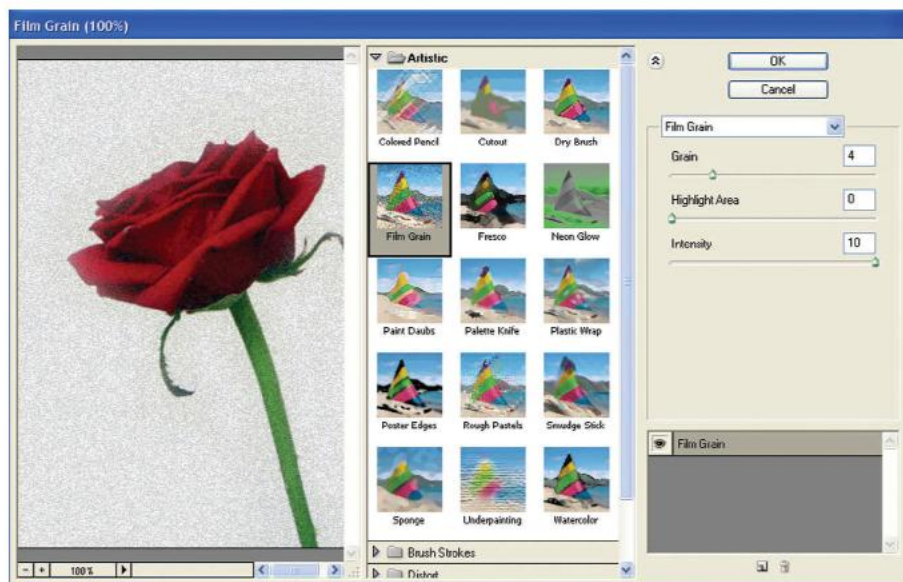 Film Grain (100%)
Artistic
Colored Pencil
Cutout
Dry Brush
Film Grain
Fresco
Neon Glow
Paint Daubs
Palette Knife
Plastic Wrap
Poster Edges
Rough Pastels
Smudge Stick
Sponge
Underpainting
Watercolor
Brush Strokes
Distort
- + 100%
OK
Cancel
Film Grain
Grain 4
Highlight Area 0
Intensity 10
Film Grain